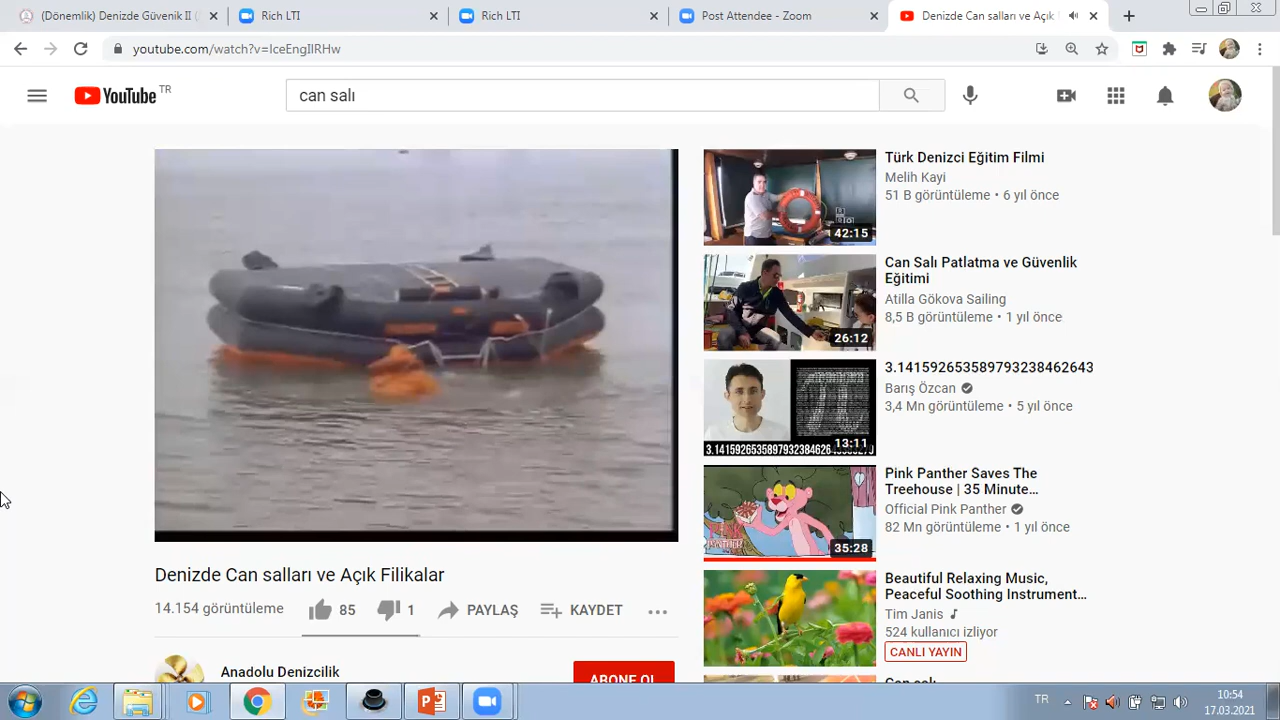 (Dönemlik) Denizde Güvenik II (
Rich LTI
Rich LTI
Post Attendee - Zoom
Denizde Can salları ve Açık
youtube.com/watch?v=IceEngIlRHw
YouTube TR
can salı
Türk Denizci Eğitim Filmi
Melih Kayi
51 B görüntüleme • 6 yıl önce
42:15
Can Salı Patlatma ve Güvenlik
Eğitimi
Atilla Gökova Sailing
8,5 B görüntüleme • 1 yıl önce
26:12
3.141592653589793238462643
Barış Özcan
3,4 Mn görüntüleme • 5 yıl önce
13:11
Pink Panther Saves The
Treehouse | 35 Minute…
Official Pink Panther
82 Mn görüntüleme • 1 yıl önce
35:28
Beautiful Relaxing Music,
Peaceful Soothing Instrument…
Tim Janis
524 kullanıcı izliyor
CANLI YAYIN
Denizde Can salları ve Açık Filikalar
14.154 görüntüleme
85
1
PAYLAŞ
KAYDET
Anadolu Denizcilik
ABONE OL
TR
10:54
17.03.2021